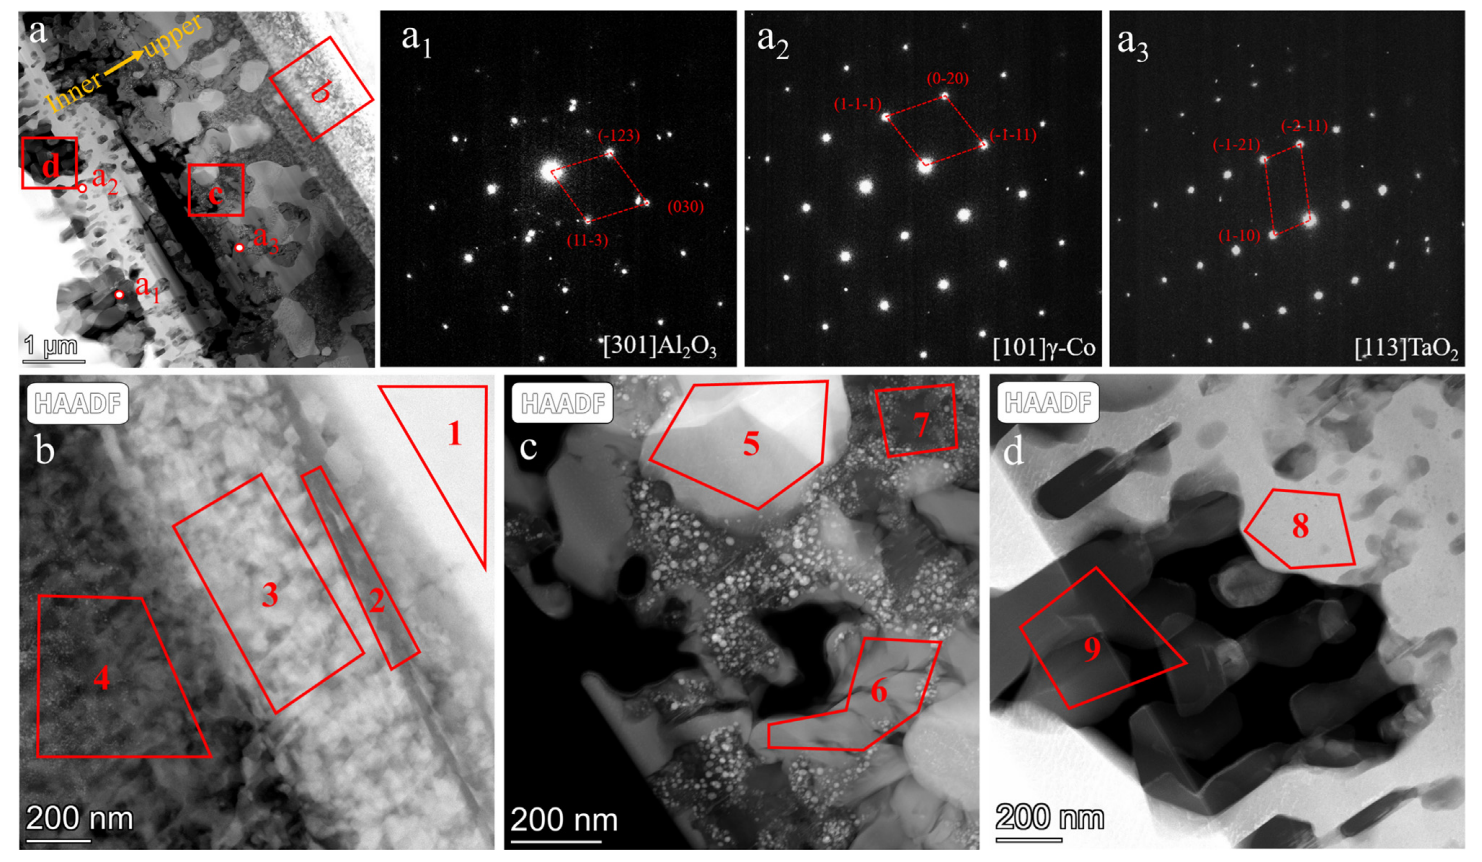 a
Inner
upper
b
d
a2
c
a3
a1
1 μm
a1
(-123)
(030)
(11-3)
[301]Al2O3
a2
(0-20)
(1-1-1)
(-1-11)
[101]γ-Co
a3
(-2-11)
(-1-21)
(1-10)
[113]TaO2
HAADF
b
1
2
3
4
200 nm
HAADF
c
5
7
6
200 nm
HAADF
d
8
9
200 nm